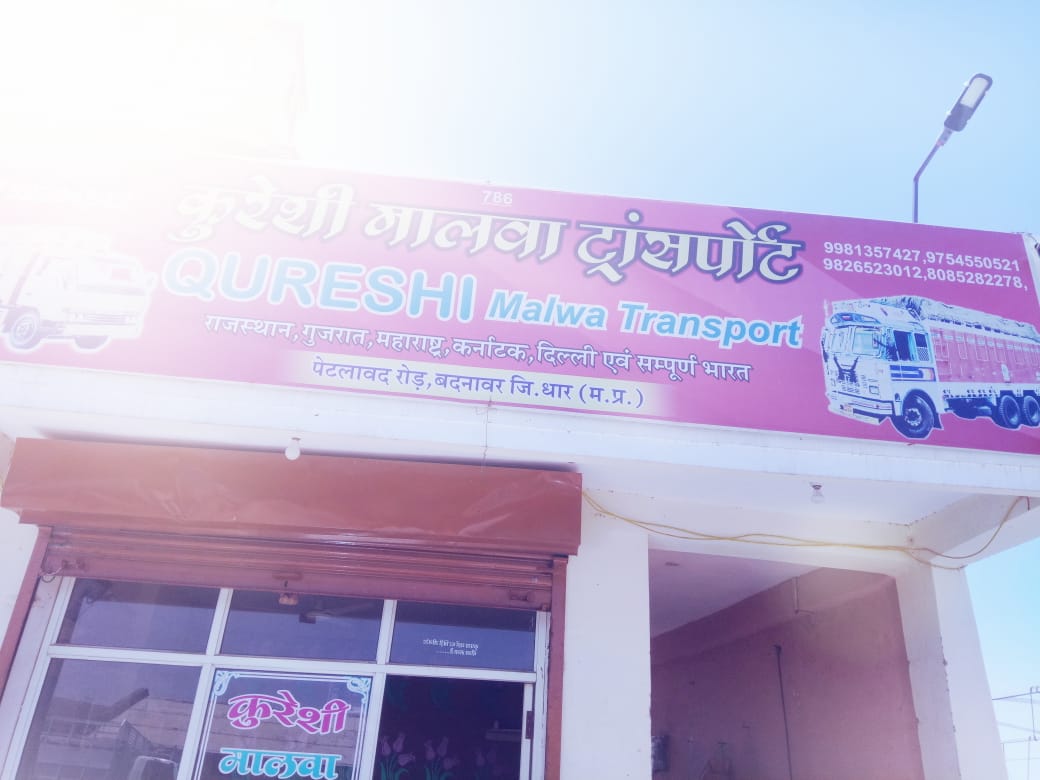 786
कुरेशी मालवा ट्रांसपोर्ट
QURESHI Malwa Transport
राजस्थान, गुजरात, महाराष्ट्र, कर्नाटक, दिल्ली एवं सम्पूर्ण भारत
पेटलावद रोड़, बदनावर जि.धार (म.प्र.)
9981357427,9754550521
9826523012,8085282278,
कुरेशी
मालवा